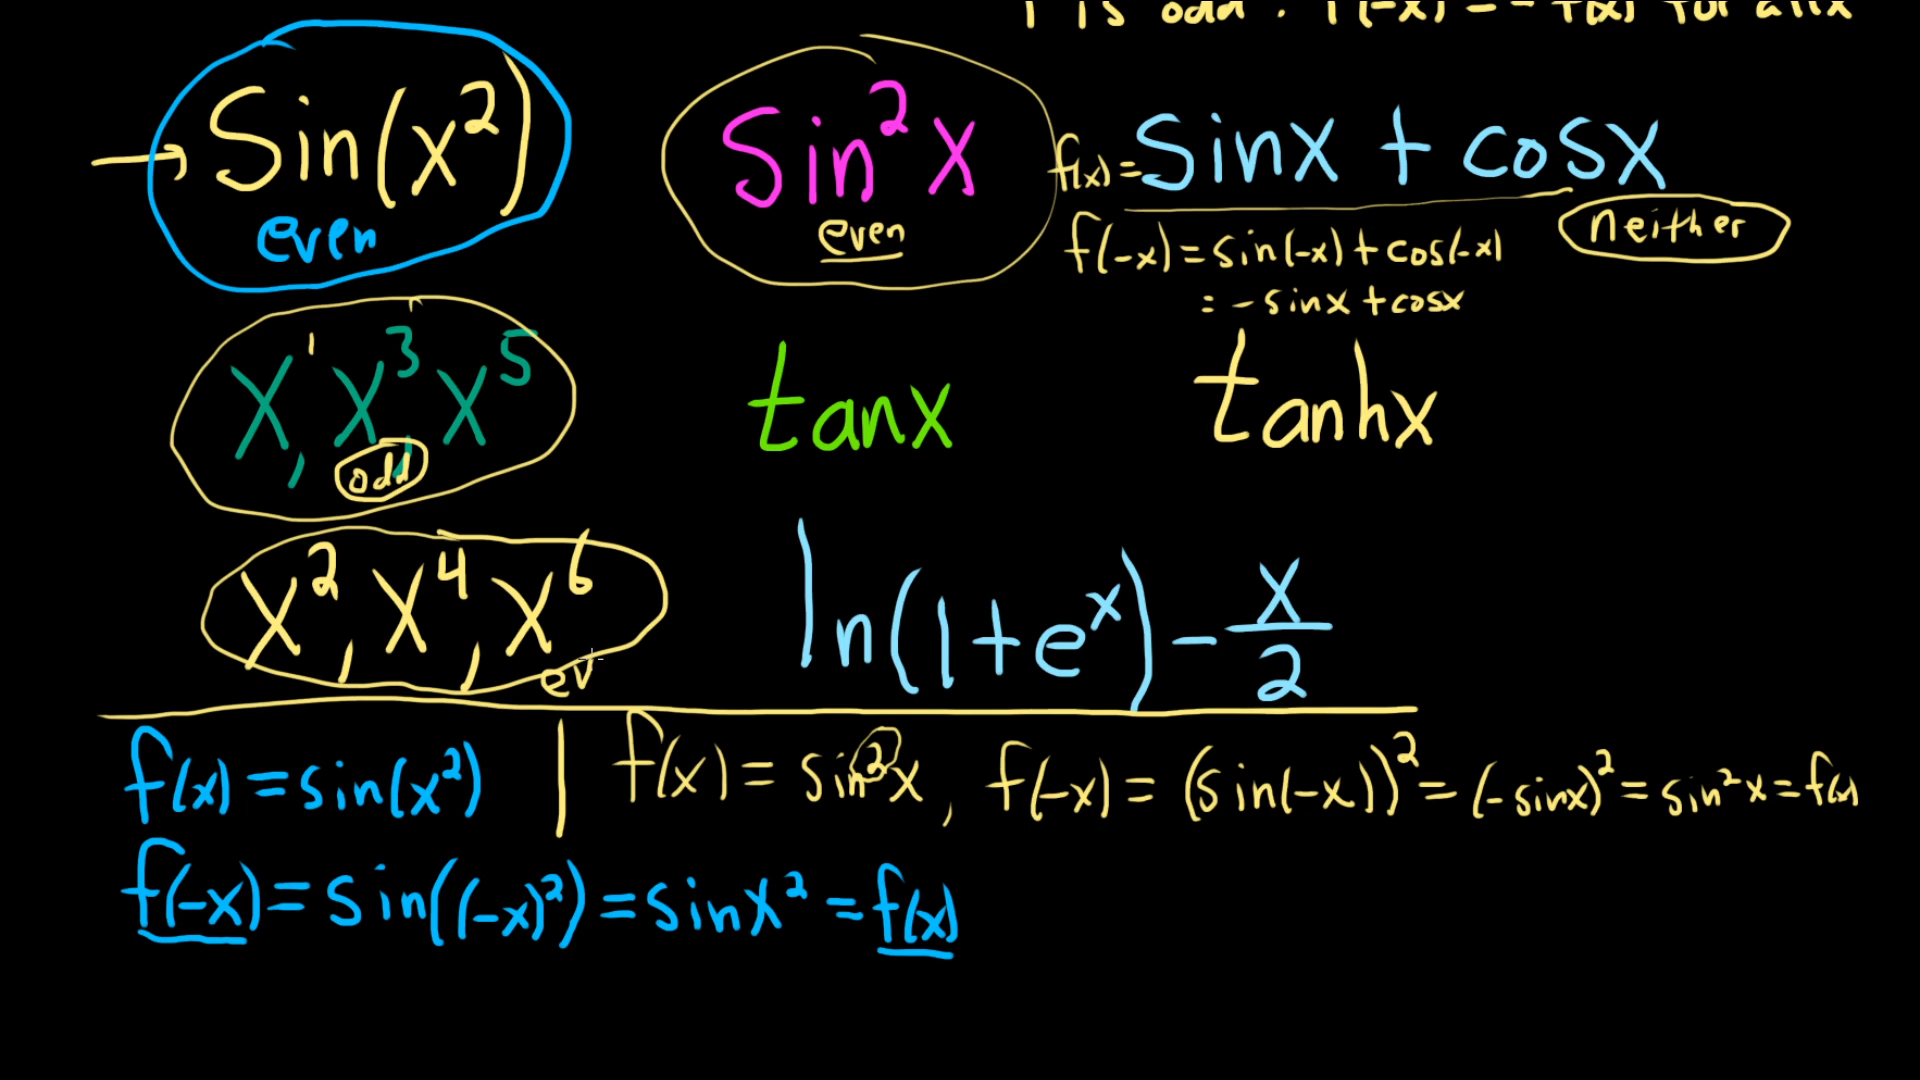 f is odd : f(-x) = - f(x) for all x
Sin(x²)
even
Sin²x
even
f(x) = sinx + cosx
f(-x) = sin(-x) + cos(-x)
= - sinx + cosx
neither
x¹, x³, x⁵
odd
tanx
tanhx
x², x⁴, x⁶
ev
ln(1+eˣ) - x/2
f(x) = sin(x²)
f(x) = sin²x, f(-x) = (sin(-x))² = (-sinx)² = sin²x = f(x)
f(-x) = sin((-x)²) = sinx² = f(x)